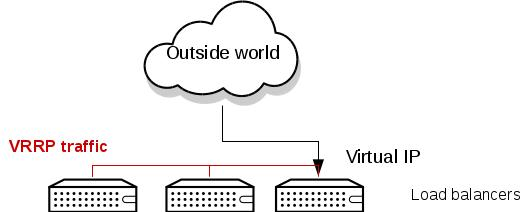 Outside world
VRRP traffic
Virtual IP
Load balancers